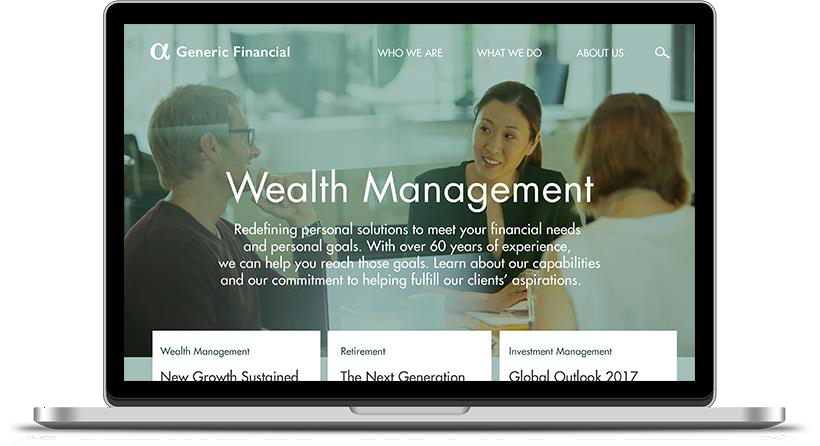 α Generic Financial
WHO WE ARE
WHAT WE DO
ABOUT US
Wealth Management
Redefining personal solutions to meet your financial needs
and personal goals. With over 60 years of experience,
we can help you reach those goals. Learn about our capabilities
and our commitment to helping fulfill our clients’ aspirations.
Wealth Management
New Growth Sustained
Retirement
The Next Generation
Investment Management
Global Outlook 2017